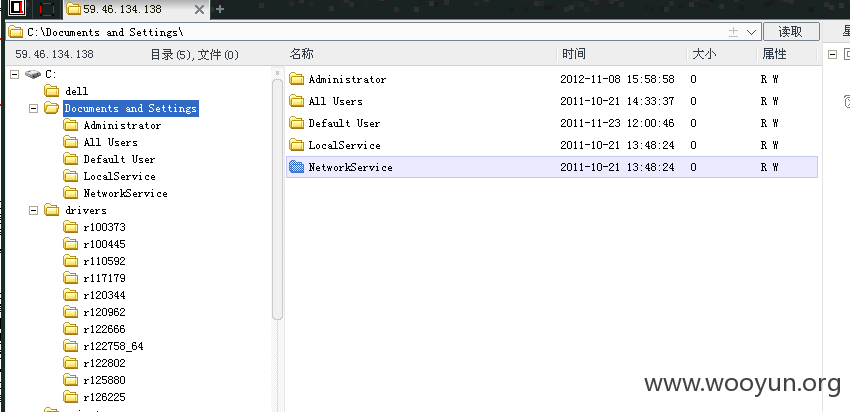 59.46.134.138
C:\Documents and Settings\
读取
59.46.134.138 目录(5),文件(0) 名称 时间 大小 属性
C:
dell
Documents and Settings
Administrator
All Users
Default User
LocalService
NetworkService
drivers
r100373
r100445
r110592
r117179
r120344
r120962
r122666
r122758_64
r122802
r125880
r126225
Administrator 2012-11-08 15:58:58 0 R W
All Users 2011-10-21 14:33:37 0 R W
Default User 2011-11-23 12:00:46 0 R W
LocalService 2011-10-21 13:48:24 0 R W
NetworkService 2011-10-21 13:48:24 0 R W
www.wooyun.org